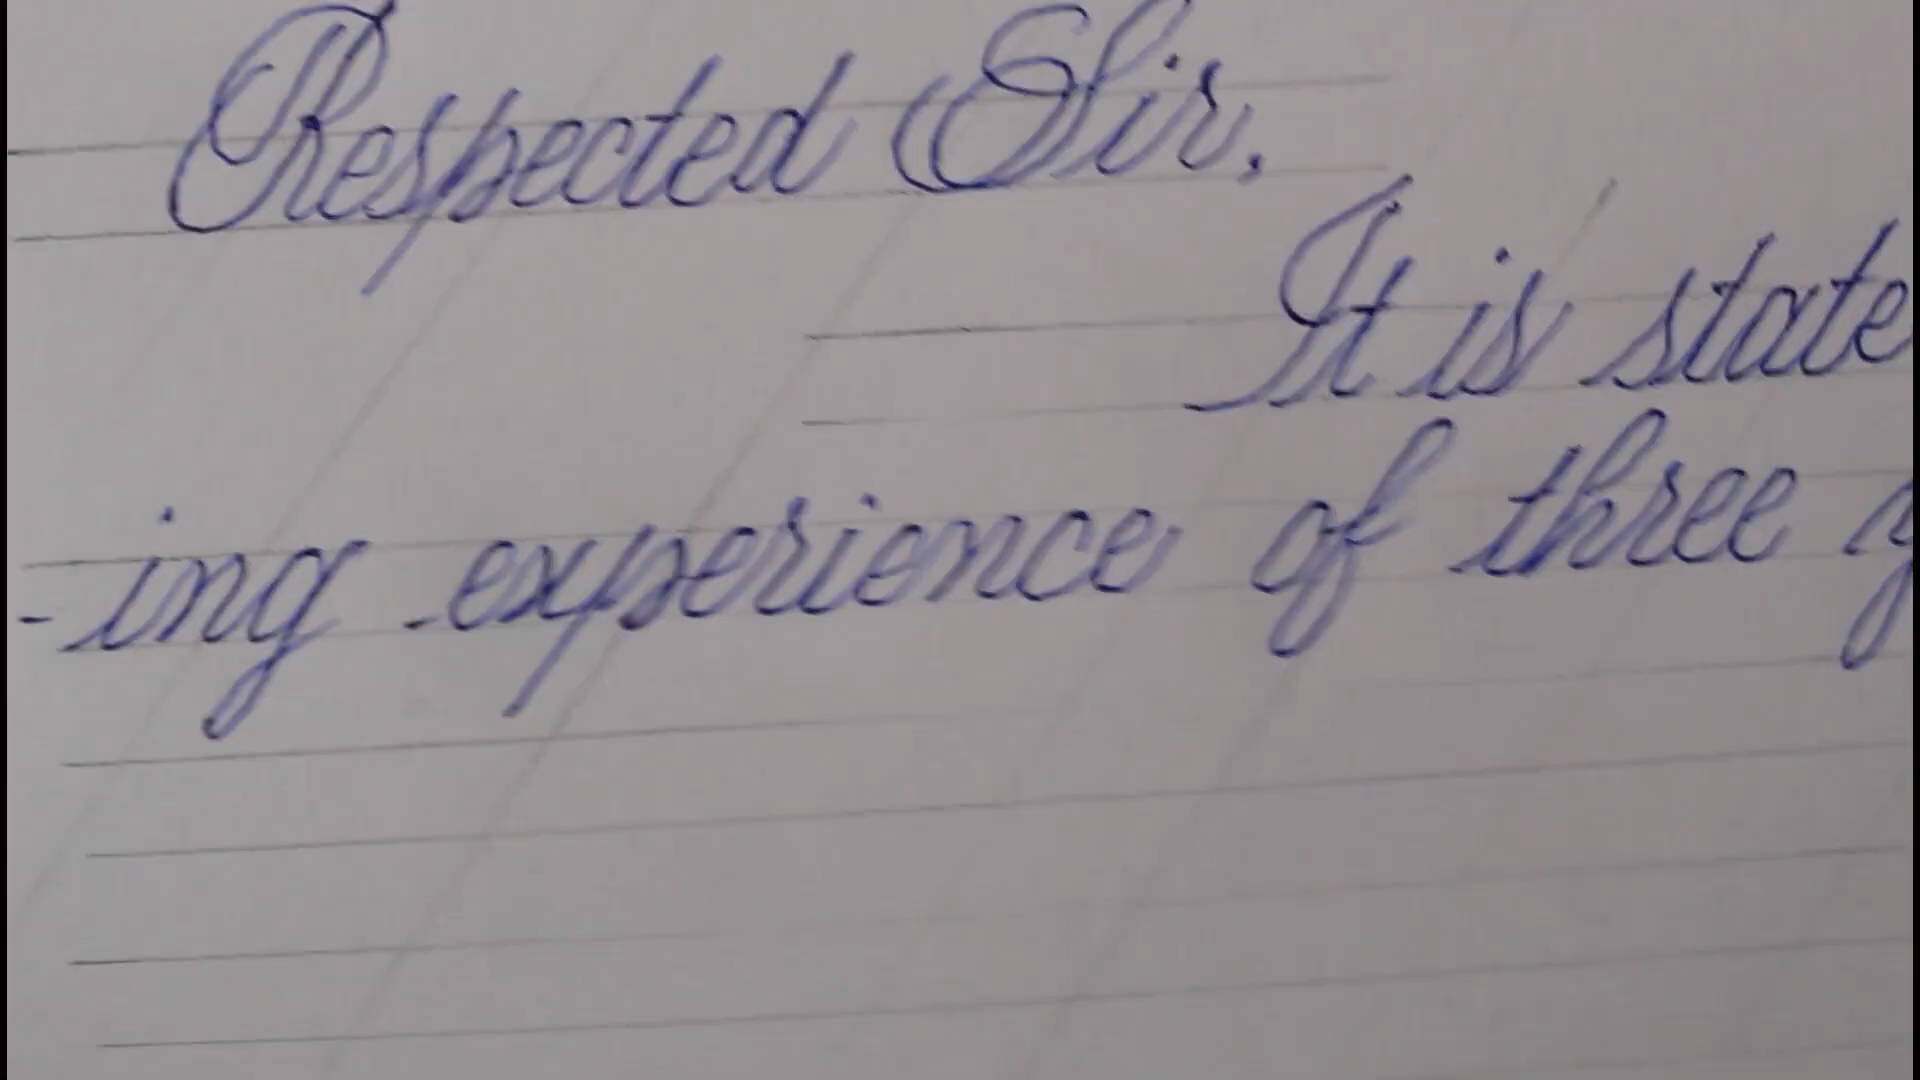 Respected Sir,
It is state
-ing experience of three y